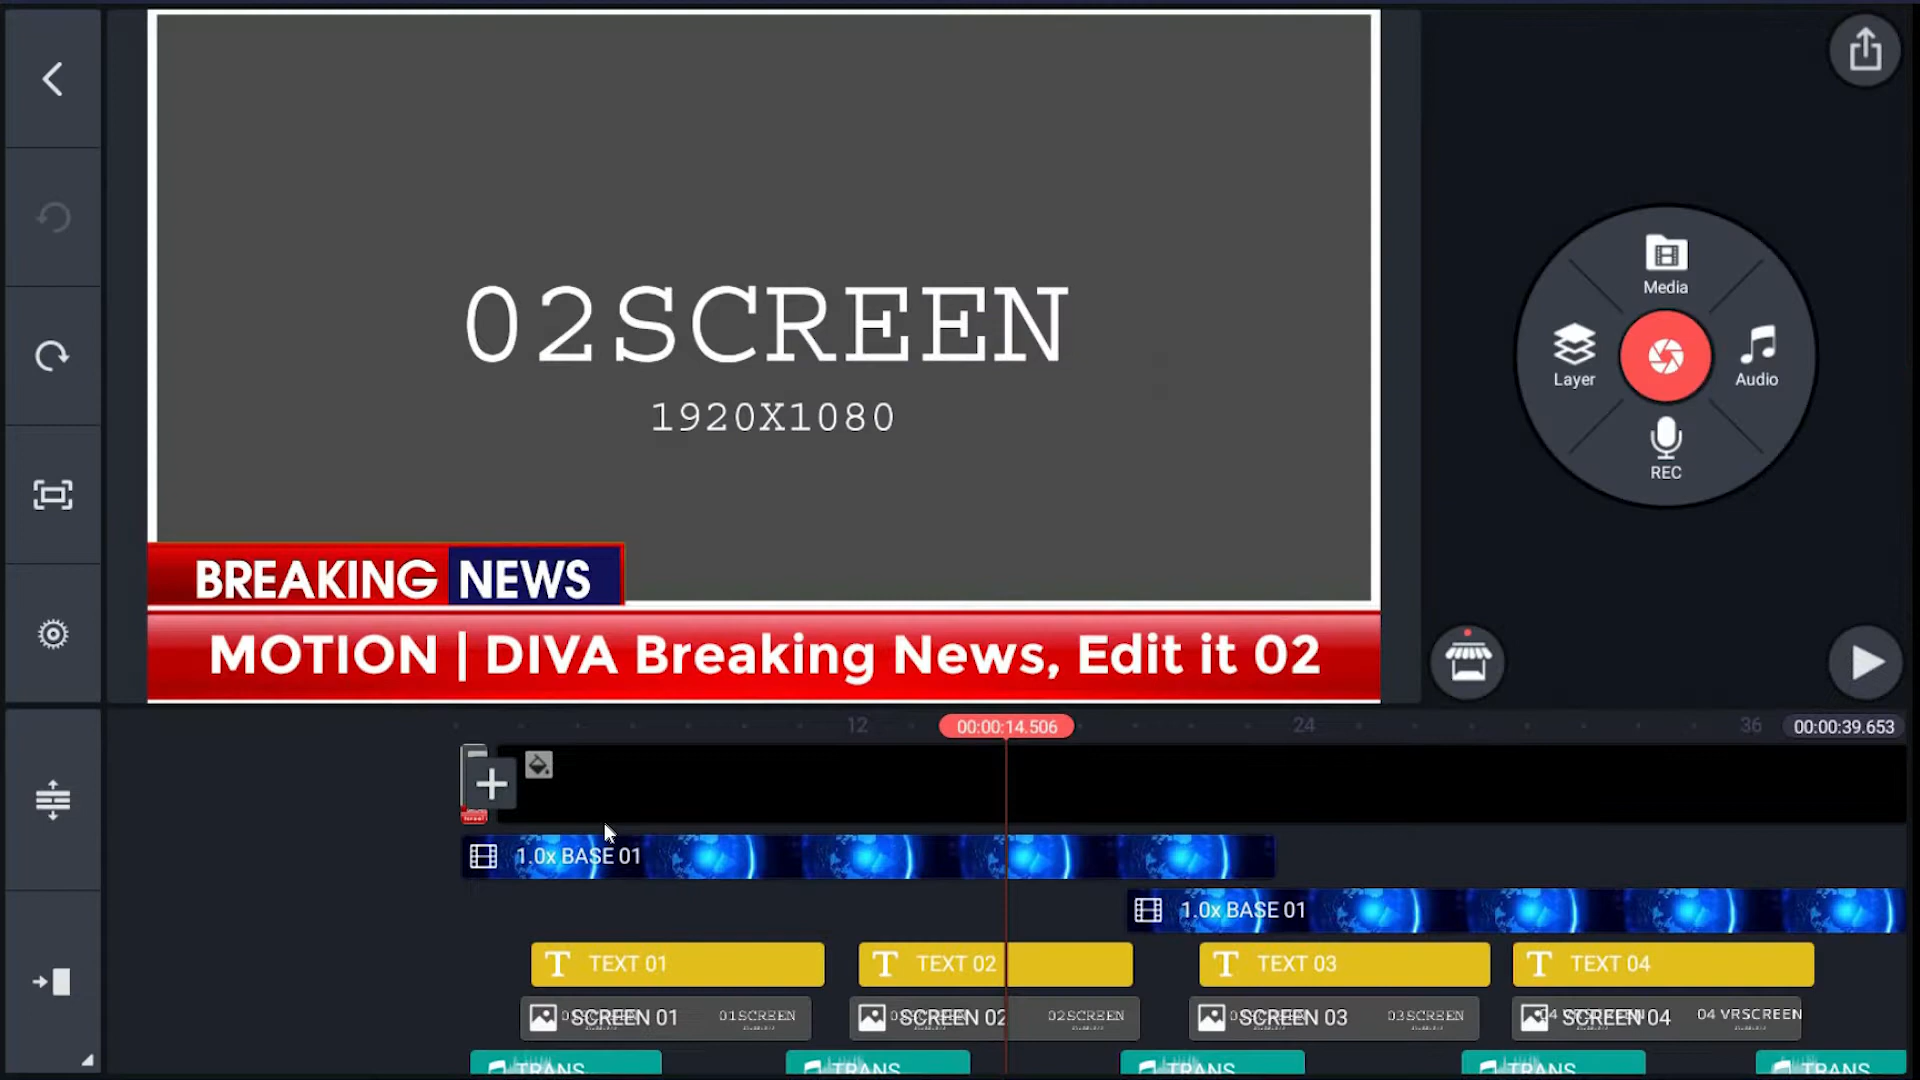 02SCREEN
1920X1080
BREAKING NEWS
MOTION | DIVA Breaking News, Edit it 02
Media
Layer
Audio
REC
12
00:00:14.506
24
36
00:00:39.653
1.0x BASE 01
1.0x BASE 01
TEXT 01
TEXT 02
TEXT 03
TEXT 04
SCREEN 01
01SCREEN
SCREEN 02
02SCREEN
SCREEN 03
03SCREEN
SCREEN 04
04 VRSCREEN
TRANS
TRANS
TRANS
TRANS
TRANS